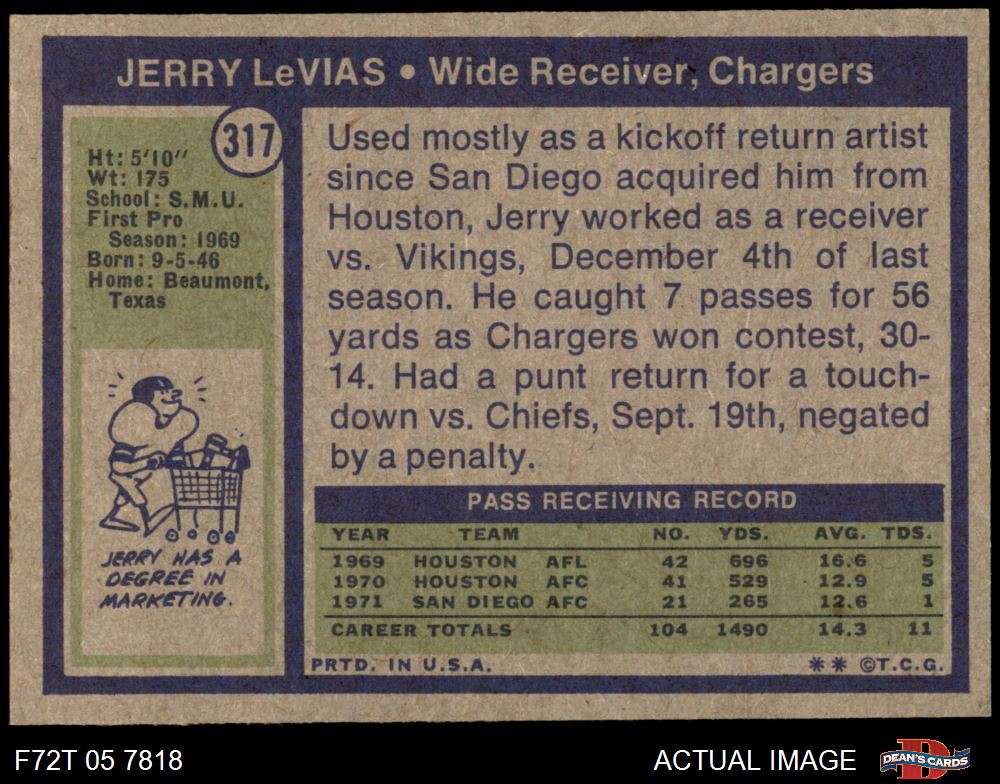 JERRY LeVIAS • Wide Receiver, Chargers
317
Ht: 5'10''
Wt: 175
School: S.M.U.
First Pro
Season: 1969
Born: 9-5-46
Home: Beaumont,
Texas
JERRY HAS A
DEGREE IN
MARKETING.
Used mostly as a kickoff return artist
since San Diego acquired him from
Houston, Jerry worked as a receiver
vs. Vikings, December 4th of last
season. He caught 7 passes for 56
yards as Chargers won contest, 30-
14. Had a punt return for a touch-
down vs. Chiefs, Sept. 19th, negated
by a penalty.
PASS RECEIVING RECORD
YEAR TEAM NO. YDS. AVG. TDS.
1969 HOUSTON AFL 42 696 16.6 5
1970 HOUSTON AFC 41 529 12.9 5
1971 SAN DIEGO AFC 21 265 12.6 1
CAREER TOTALS 104 1490 14.3 11
PRTD. IN U.S.A. ** ©T.C.G.
F72T 05 7818 ACTUAL IMAGE D DEAN'S CARDS